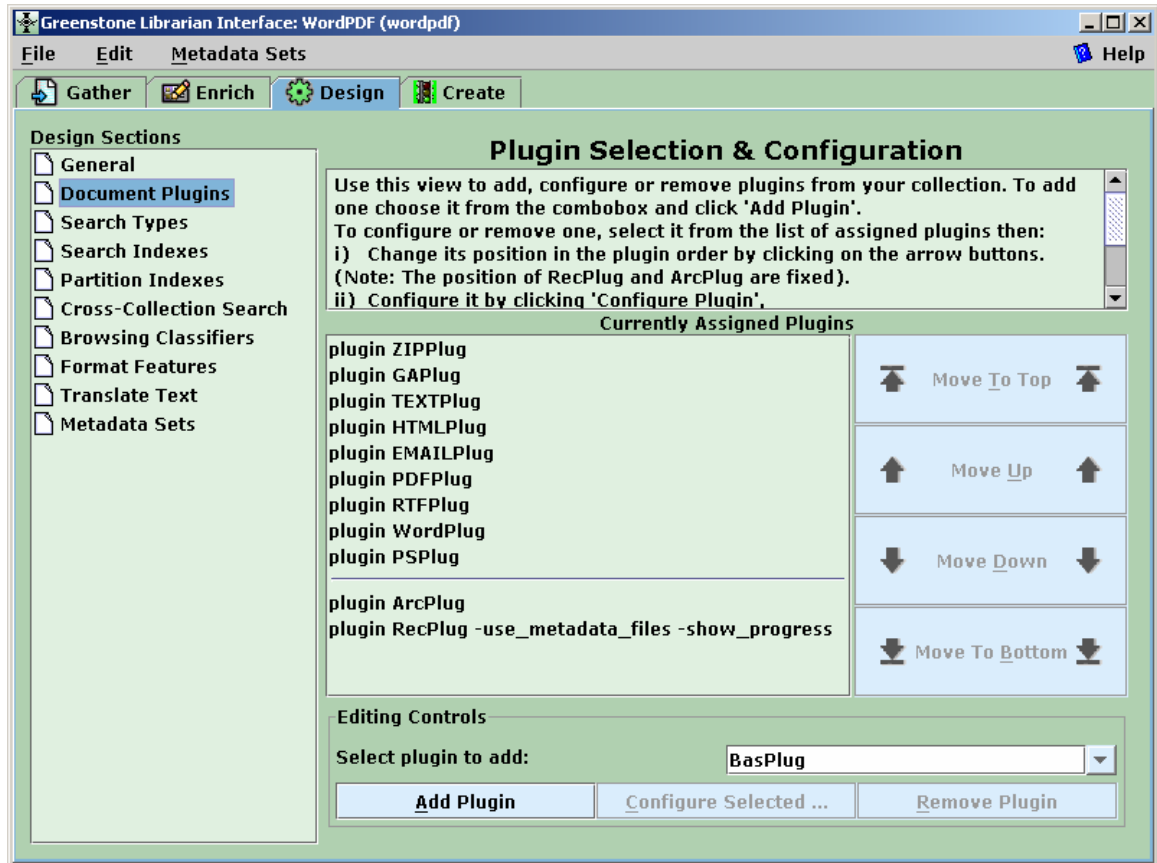 Greenstone Librarian Interface: WordPDF (wordpdf)
File Edit Metadata Sets Help
Gather Enrich Design Create
Design Sections
General
Document Plugins
Search Types
Search Indexes
Partition Indexes
Cross-Collection Search
Browsing Classifiers
Format Features
Translate Text
Metadata Sets
Plugin Selection & Configuration
Use this view to add, configure or remove plugins from your collection. To add
one choose it from the combobox and click 'Add Plugin'.
To configure or remove one, select it from the list of assigned plugins then:
i) Change its position in the plugin order by clicking on the arrow buttons.
(Note: The position of RecPlug and ArcPlug are fixed).
ii) Configure it by clicking 'Configure Plugin',
Currently Assigned Plugins
plugin ZIPPlug
plugin GAPlug
plugin TEXTPlug
plugin HTMLPlug
plugin EMAILPlug
plugin PDFPlug
plugin RTFPlug
plugin WordPlug
plugin PSPlug
plugin ArcPlug
plugin RecPlug -use_metadata_files -show_progress
Move To Top
Move Up
Move Down
Move To Bottom
Editing Controls
Select plugin to add: BasPlug
Add Plugin Configure Selected ... Remove Plugin